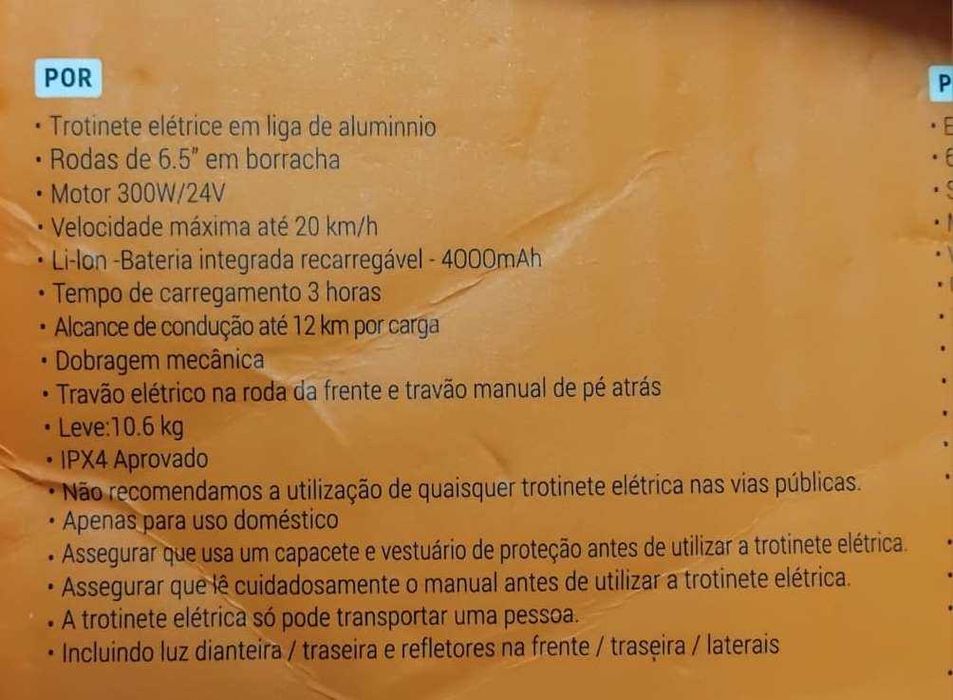 POR
• Trotinete elétrice em liga de aluminnio
• Rodas de 6.5" em borracha
• Motor 300W/24V
• Velocidade máxima até 20 km/h
• Li-Ion -Bateria integrada recarregável - 4000mAh
• Tempo de carregamento 3 horas
• Alcance de condução até 12 km por carga
• Dobragem mecânica
• Travão elétrico na roda da frente e travão manual de pé atrás
• Leve:10.6 kg
• IPX4 Aprovado
• Não recomendamos a utilização de quaisquer trotinete elétrica nas vias públicas.
• Apenas para uso doméstico
• Assegurar que usa um capacete e vestuário de proteção antes de utilizar a trotinete elétrica.
• Assegurar que lê cuidadosamente o manual antes de utilizar a trotinete elétrica.
• A trotinete elétrica só pode transportar uma pessoa.
• Incluindo luz dianteira / traseira e refletores na frente / traseira / laterais